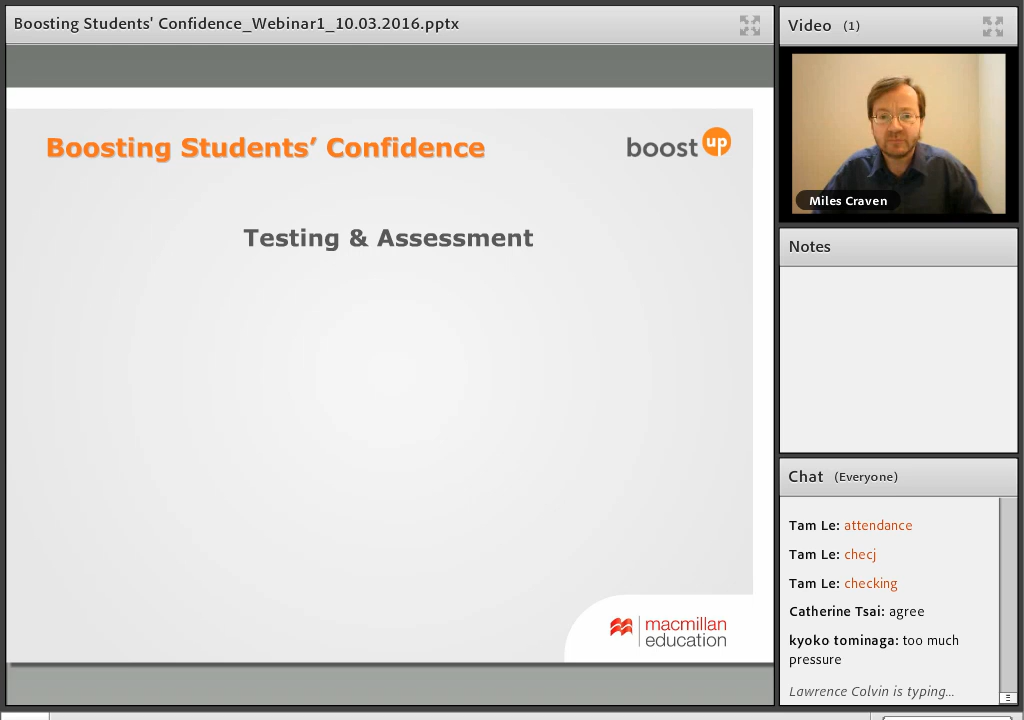 Boosting Students' Confidence_Webinar1_10.03.2016.pptx
Boosting Students’ Confidence
boost up
Testing & Assessment
macmillan
education
Video (1)
Miles Craven
Notes
Chat (Everyone)
Tam Le: attendance
Tam Le: checj
Tam Le: checking
Catherine Tsai: agree
kyoko tominaga: too much
pressure
Lawrence Colvin is typing...